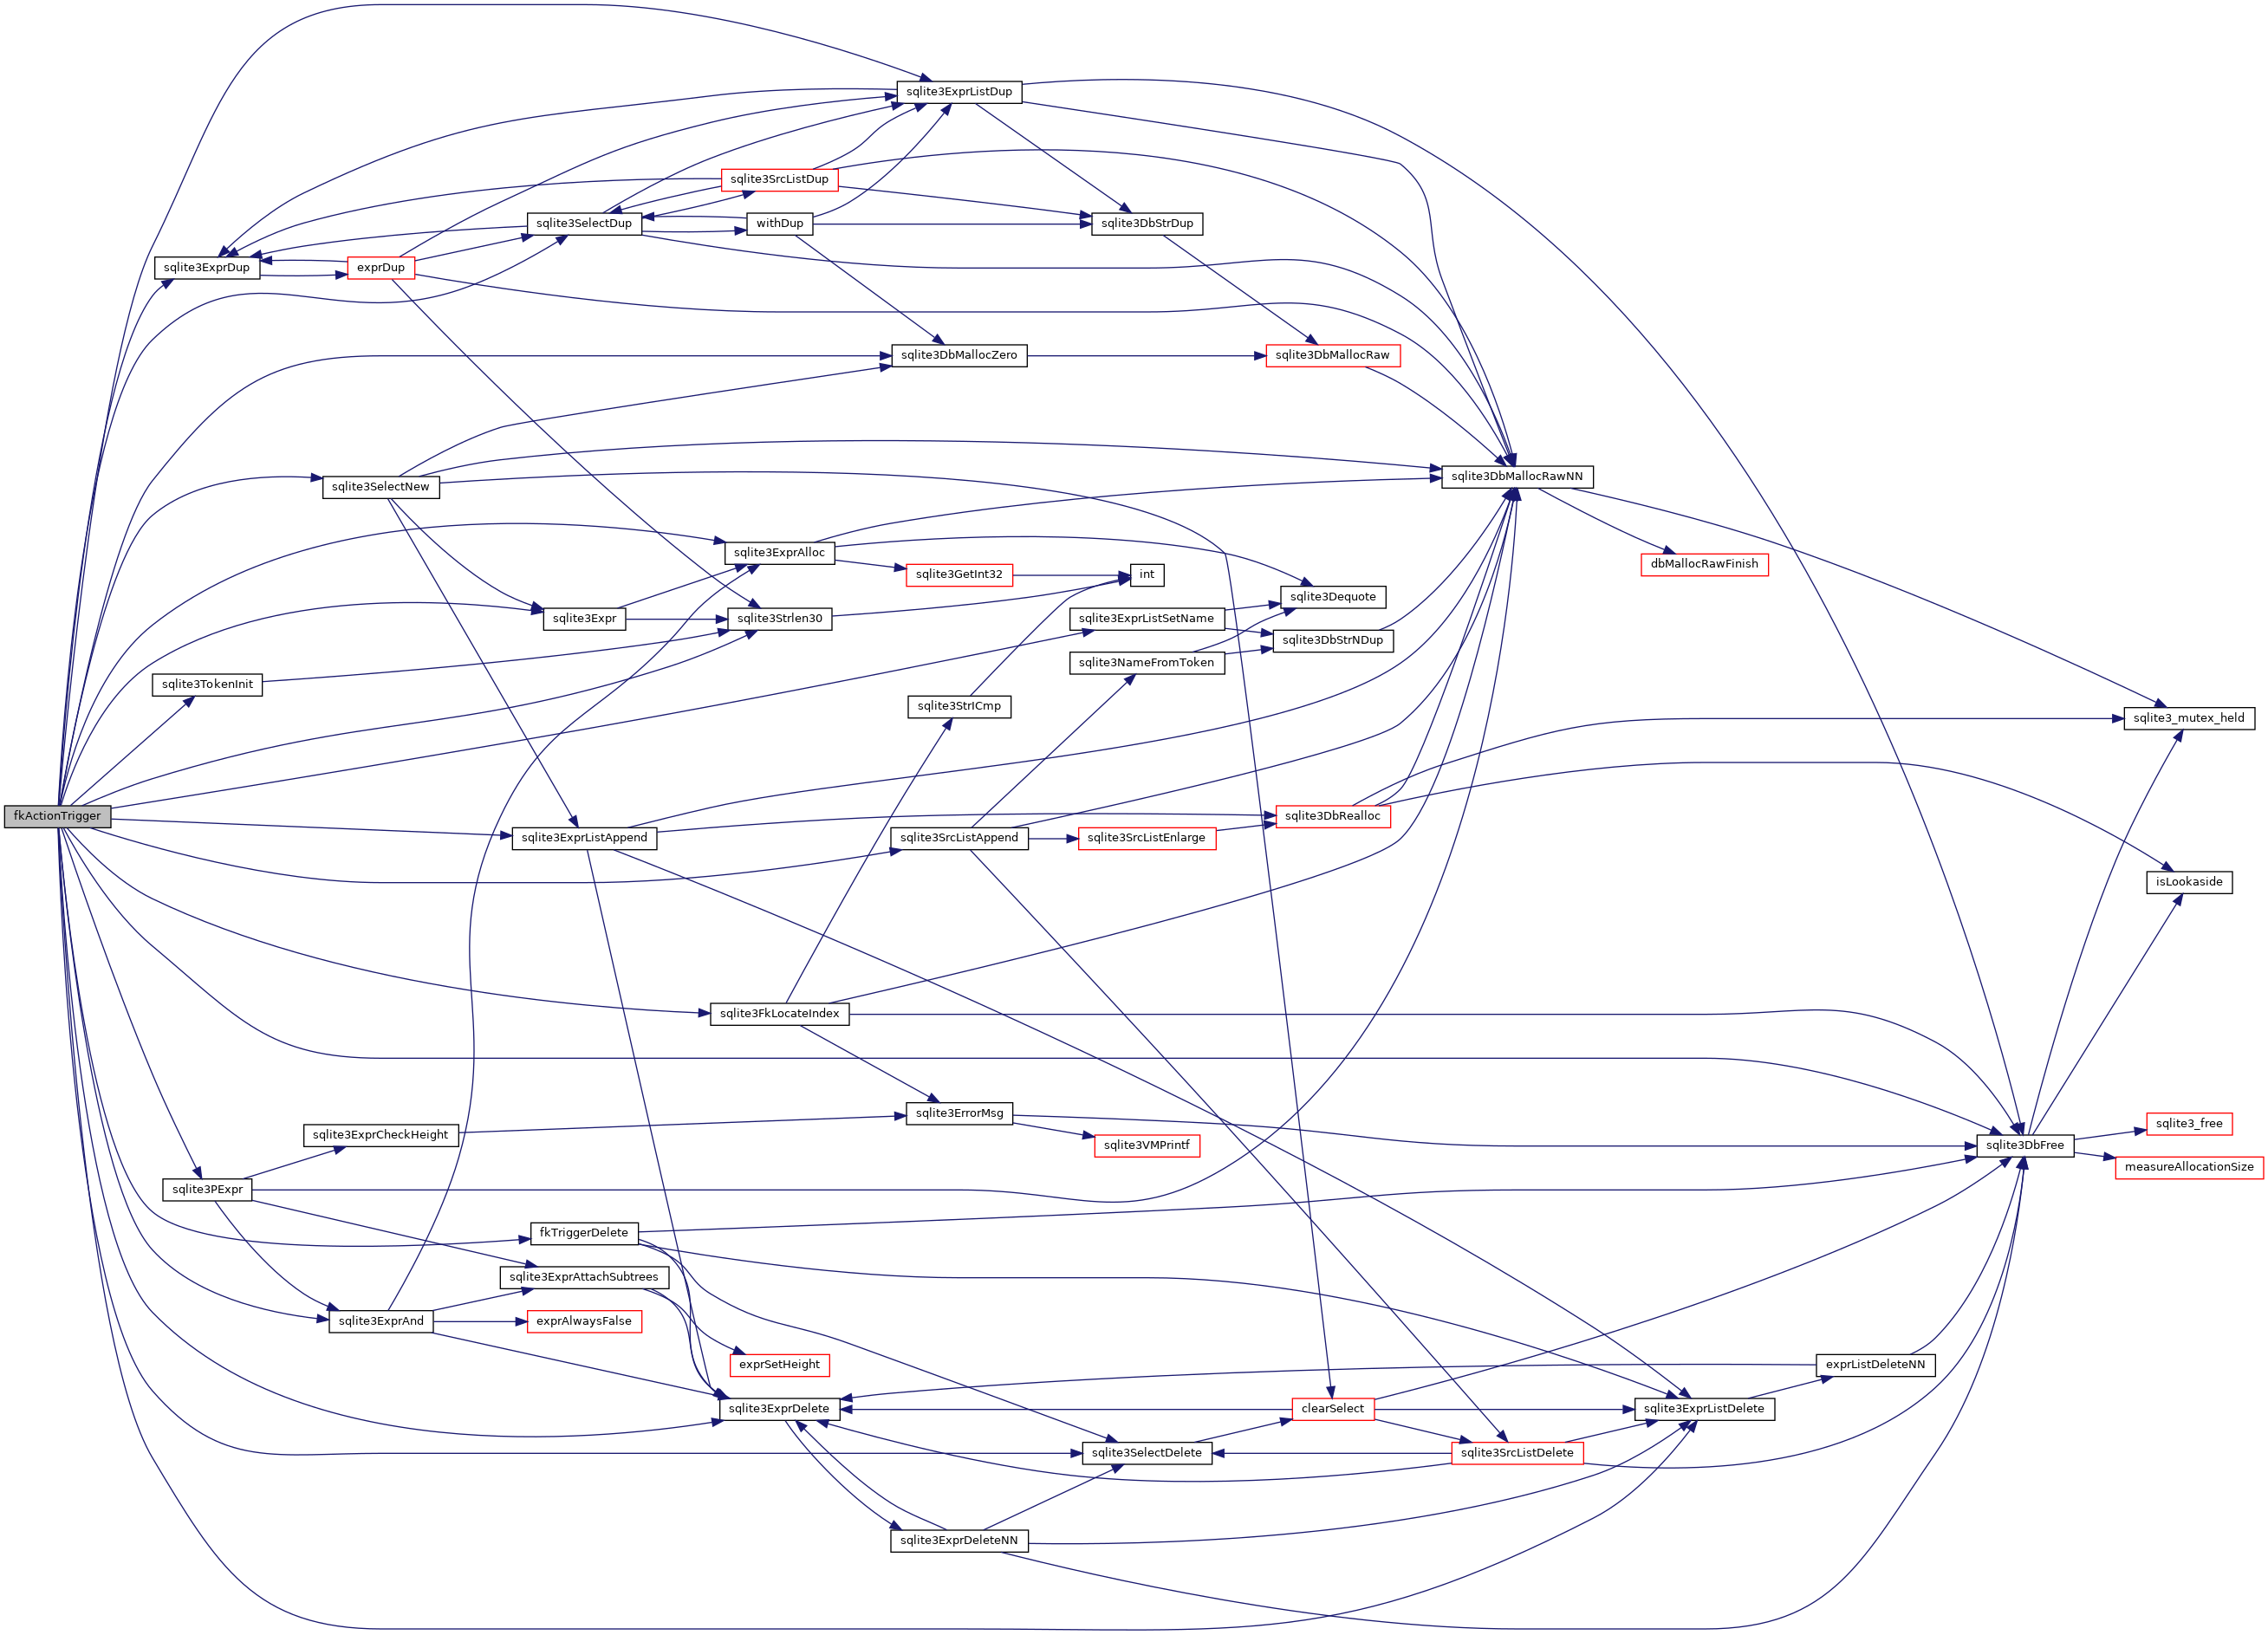 sqlite3ExprListDup
sqlite3SrcListDup
sqlite3SelectDup
withDup
sqlite3DbStrDup
sqlite3ExprDup
exprDup
sqlite3DbMallocZero
sqlite3DbMallocRaw
sqlite3SelectNew
sqlite3DbMallocRawNN
sqlite3ExprAlloc
dbMallocRawFinish
sqlite3GetInt32
int
sqlite3Dequote
sqlite3Expr
sqlite3Strlen30
sqlite3ExprListSetName
sqlite3DbStrNDup
sqlite3NameFromToken
sqlite3TokenInit
sqlite3StrICmp
sqlite3_mutex_held
fkActionTrigger
sqlite3DbRealloc
sqlite3ExprListAppend
sqlite3SrcListAppend
sqlite3SrcListEnlarge
isLookaside
sqlite3FkLocateIndex
sqlite3ErrorMsg
sqlite3_free
sqlite3ExprCheckHeight
sqlite3VMPrintf
sqlite3DbFree
measureAllocationSize
sqlite3PExpr
fkTriggerDelete
sqlite3ExprAttachSubtrees
sqlite3ExprAnd
exprAlwaysFalse
exprSetHeight
exprListDeleteNN
sqlite3ExprDelete
clearSelect
sqlite3ExprListDelete
sqlite3SelectDelete
sqlite3SrcListDelete
sqlite3ExprDeleteNN